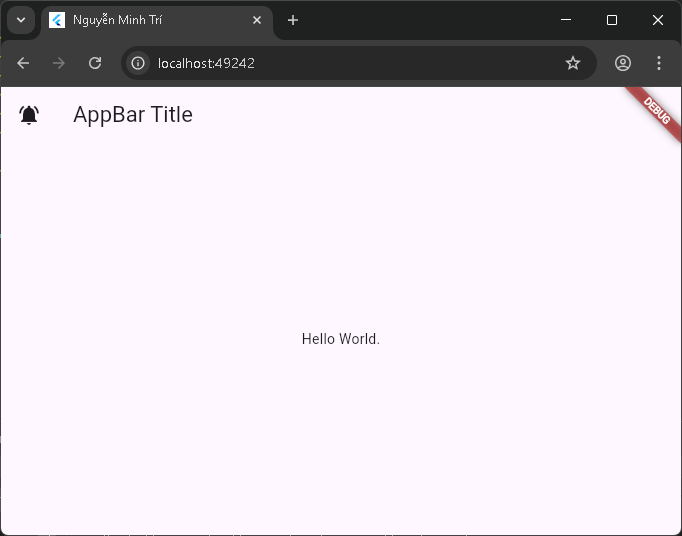 Nguyễn Minh Trí
localhost:49242
AppBar Title
DEBUG
Hello World.